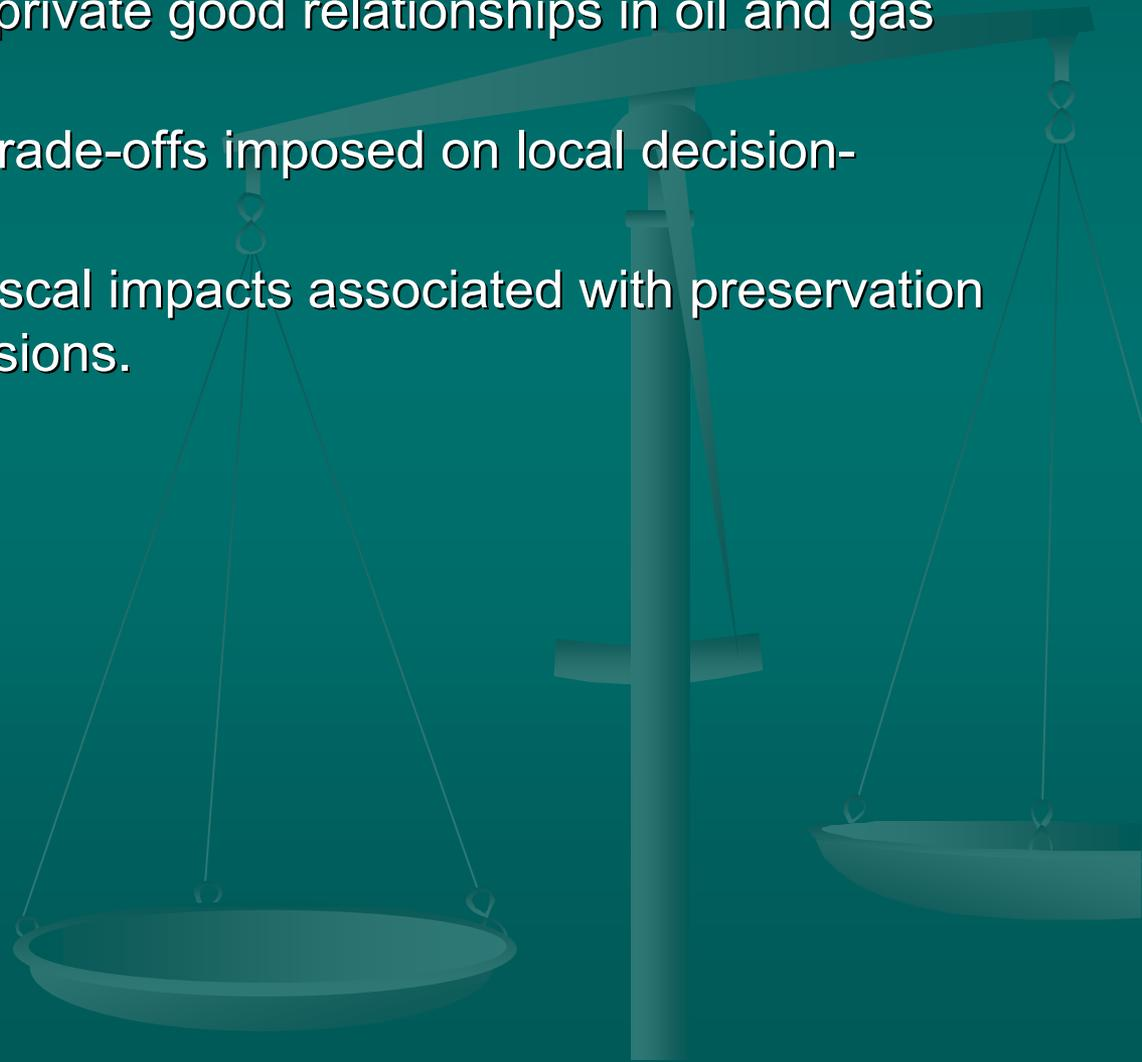 private good relationships in oil and gas
rade-offs imposed on local decision-
scal impacts associated with preservation
sions.